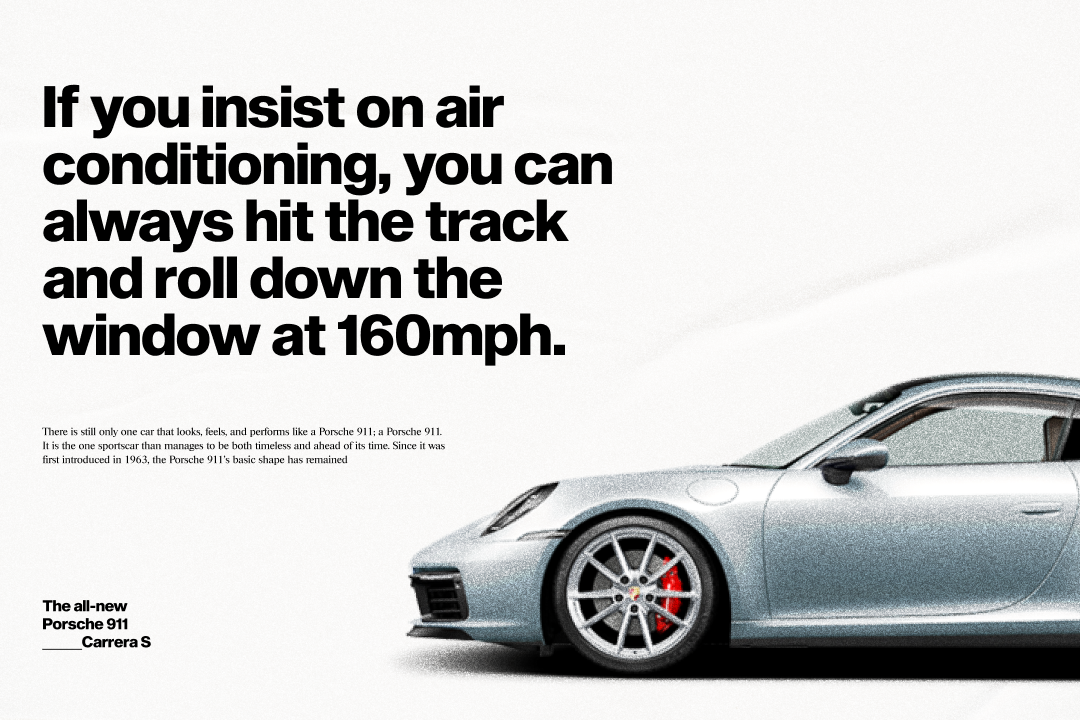 If you insist on air
conditioning, you can
always hit the track
and roll down the
window at 160mph.
There is still only one car that looks, feels, and performs like a Porsche 911; a Porsche 911.
It is the one sportscar than manages to be both timeless and ahead of its time. Since it was
first introduced in 1963, the Porsche 911's basic shape has remained
The all-new
Porsche 911
_____Carrera S